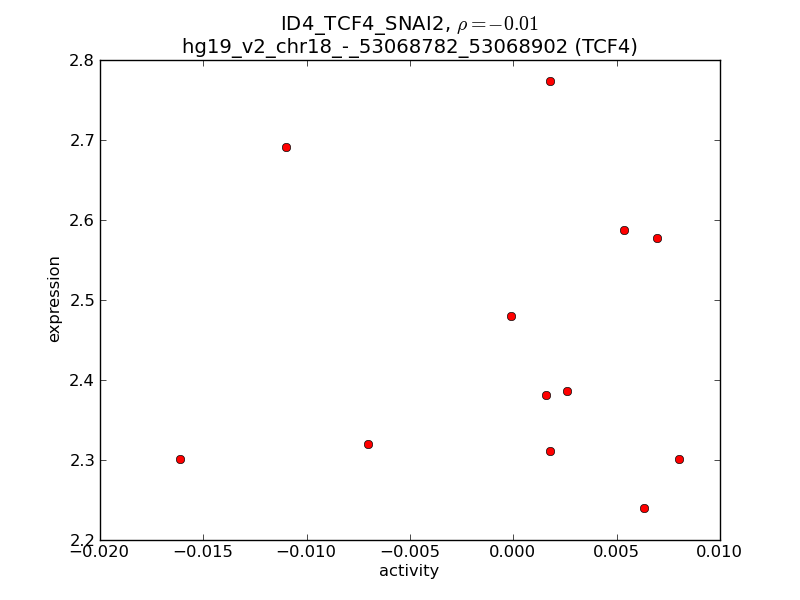 ID4_TCF4_SNAI2, ρ = −0.01
hg19_v2_chr18_-_53068782_53068902 (TCF4)
2.8
2.7
2.6
2.5
2.4
2.3
2.2
expression
−0.020 −0.015 −0.010 −0.005 0.000 0.005 0.010
activity